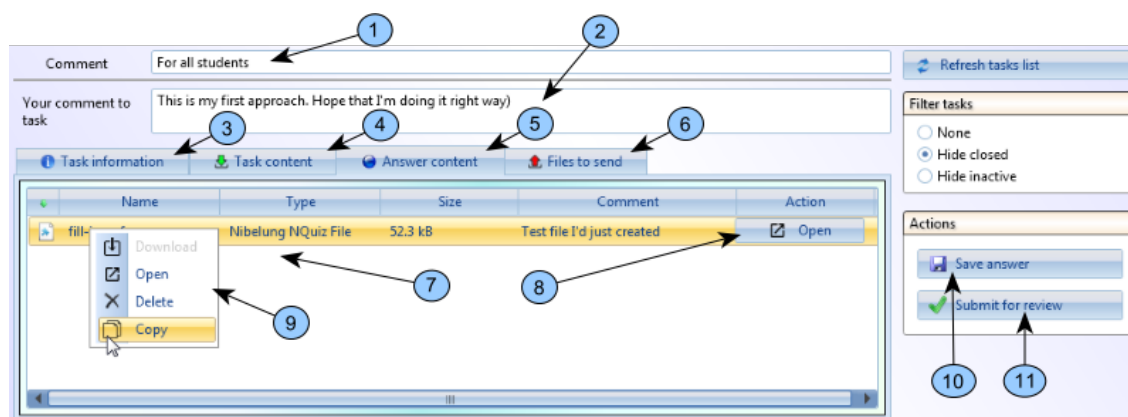 1
2
Comment
For all students
Refresh tasks list
Your comment to
task
This is my first approach. Hope that I'm doing it right way)
Filter tasks
3
4
5
6
None
Hide closed
Hide inactive
Task information
Task content
Answer content
Files to send
Name
Type
Size
Comment
Action
Nibelung NQuiz File
52.3 kB
Test file I'd just created
Open
Actions
Download
Open
Delete
Copy
7
8
9
Save answer
Submit for review
10
11